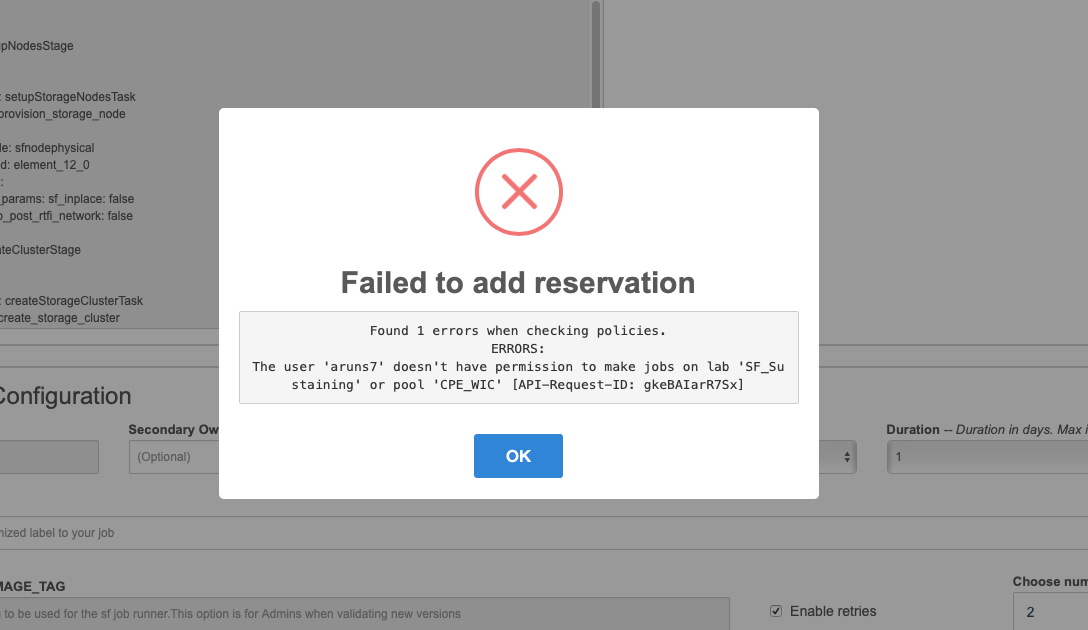 pNodesStage
: setupStorageNodesTask
provision_storage_node
le: sfnodephysical
d: element_12_0
:
_params: sf_inplace: false
o_post_rtfi_network: false
ateClusterStage
: createStorageClusterTask
create_storage_cluster
Failed to add reservation
Found 1 errors when checking policies.
ERRORS:
The user 'aruns7' doesn't have permission to make jobs on lab 'SF_Su
staining' or pool 'CPE_WIC' [API-Request-ID: gkeBAIarR7Sx]
OK
Configuration
Secondary Ow
Duration -- Duration in days. Max i
(Optional)
1
nized label to your job
MAGE_TAG
Choose num
to be used for the sf job runner.This option is for Admins when validating new versions
Enable retries
2